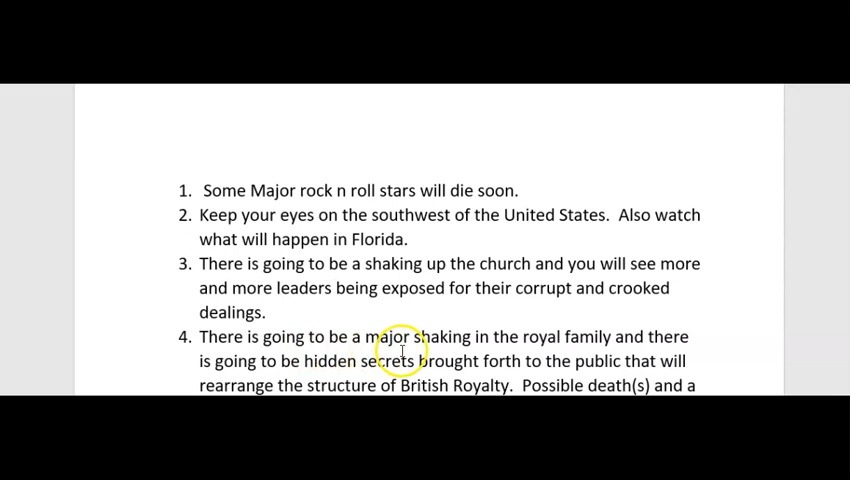 1. Some Major rock n roll stars will die soon.
2. Keep your eyes on the southwest of the United States. Also watch
what will happen in Florida.
3. There is going to be a shaking up the church and you will see more
and more leaders being exposed for their corrupt and crooked
dealings.
4. There is going to be a major shaking in the royal family and there
is going to be hidden secrets brought forth to the public that will
rearrange the structure of British Royalty. Possible death(s) and a